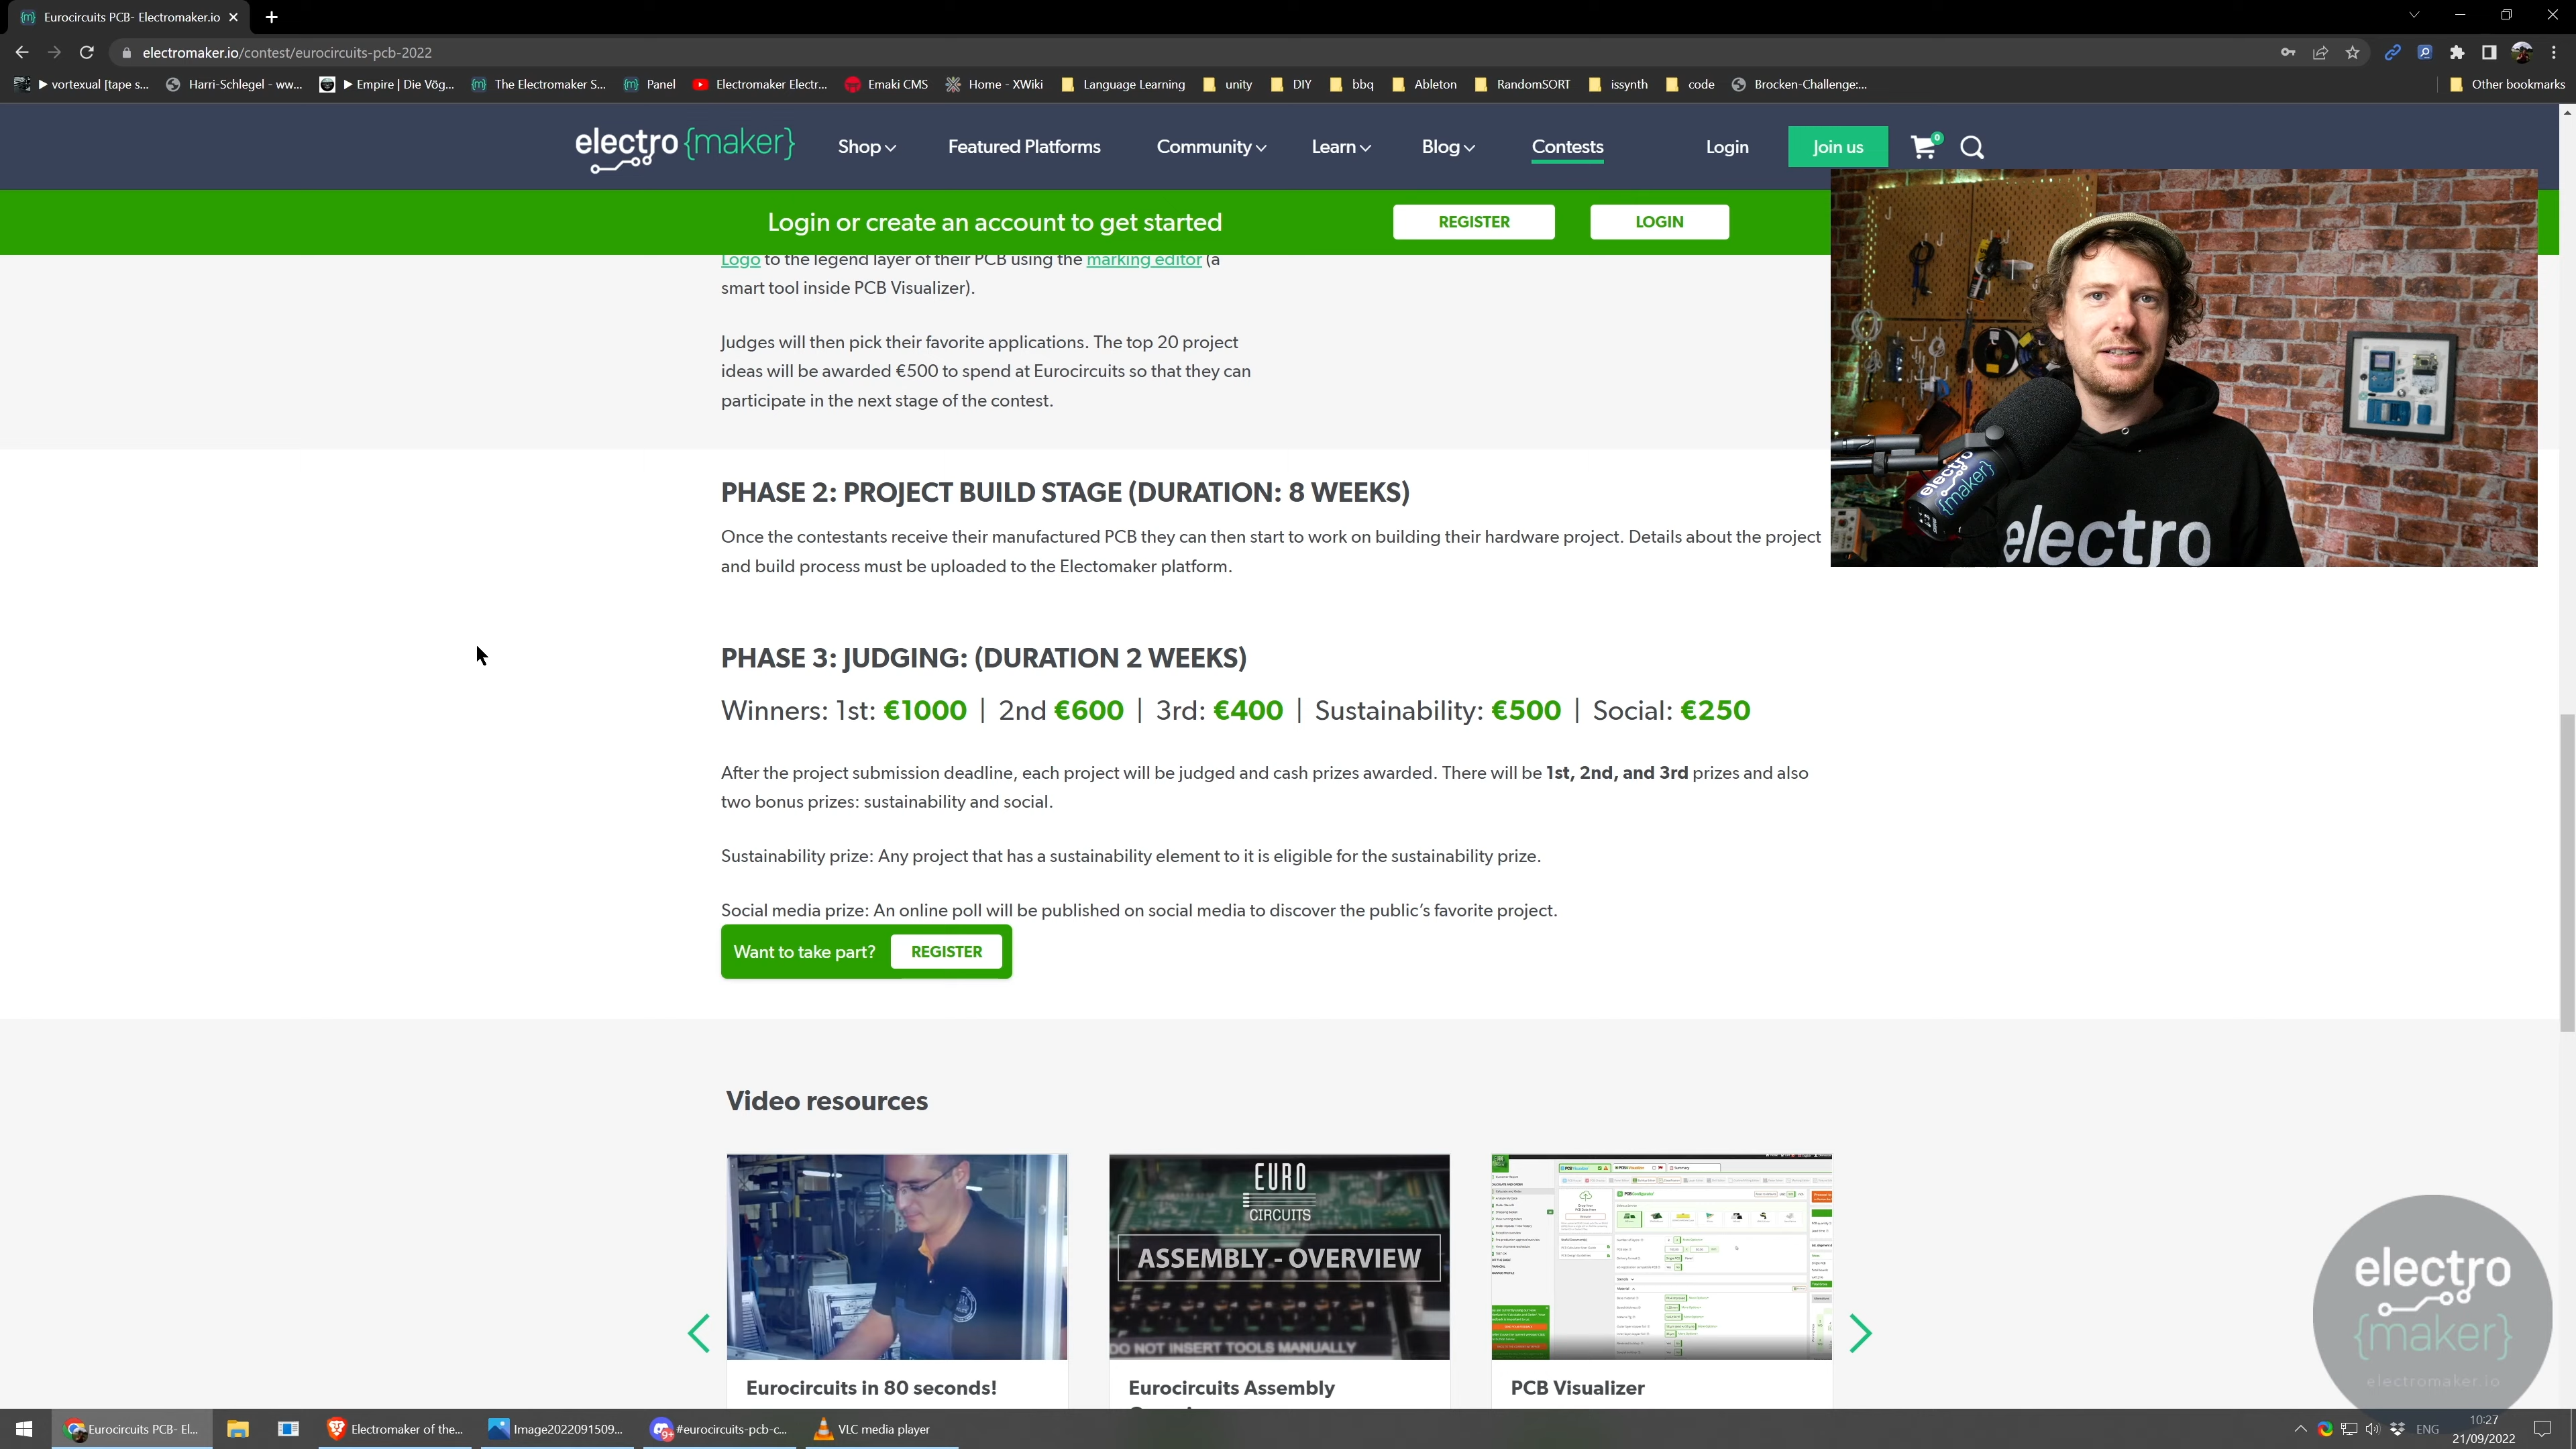 Eurocircuits PCB- Electromaker.io
electromaker.io/contest/eurocircuits-pcb-2022
vortexual [tape s... Harri-Schlegel - ww... Empire | Die Vög... The Electromaker S... Panel Electromaker Electr... Emaki CMS Home - XWiki Language Learning unity DIY bbq Ableton RandomSORT issynth code Brocken-Challenge:... Other bookmarks
electro {maker} Shop Featured Platforms Community Learn Blog Contests Login Join us 0
Login or create an account to get started REGISTER LOGIN
Logo to the legend layer of their PCB using the marking editor (a
smart tool inside PCB Visualizer).
Judges will then pick their favorite applications. The top 20 project
ideas will be awarded €500 to spend at Eurocircuits so that they can
participate in the next stage of the contest.
electro
{maker}
electro
PHASE 2: PROJECT BUILD STAGE (DURATION: 8 WEEKS)
Once the contestants receive their manufactured PCB they can then start to work on building their hardware project. Details about the project
and build process must be uploaded to the Electomaker platform.
PHASE 3: JUDGING: (DURATION 2 WEEKS)
Winners: 1st: €1000 | 2nd €600 | 3rd: €400 | Sustainability: €500 | Social: €250
After the project submission deadline, each project will be judged and cash prizes awarded. There will be 1st, 2nd, and 3rd prizes and also
two bonus prizes: sustainability and social.
Sustainability prize: Any project that has a sustainability element to it is eligible for the sustainability prize.
Social media prize: An online poll will be published on social media to discover the public's favorite project.
Want to take part? REGISTER
Video resources
EURO
CIRCUITS
ASSEMBLY - OVERVIEW
DO NOT INSERT TOOLS MANUALLY
Eurocircuits in 80 seconds! Eurocircuits Assembly PCB Visualizer
electro
{maker}
electromaker.io
Eurocircuits PCB- El... Electromaker of the... Image2022091509... 9+ #eurocircuits-pcb-c... VLC media player ENG 10:27
21/09/2022